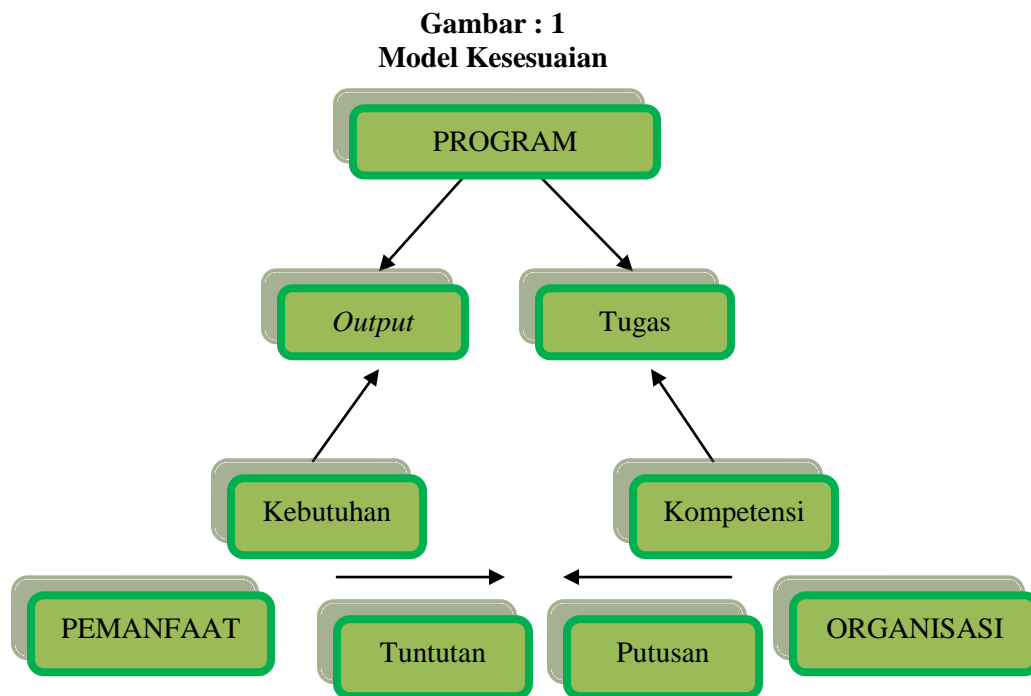 Gambar : 1
Model Kesesuaian
PROGRAM
Output
Tugas
Kebutuhan
Kompetensi
PEMANFAAT
Tuntutan
Putusan
ORGANISASI